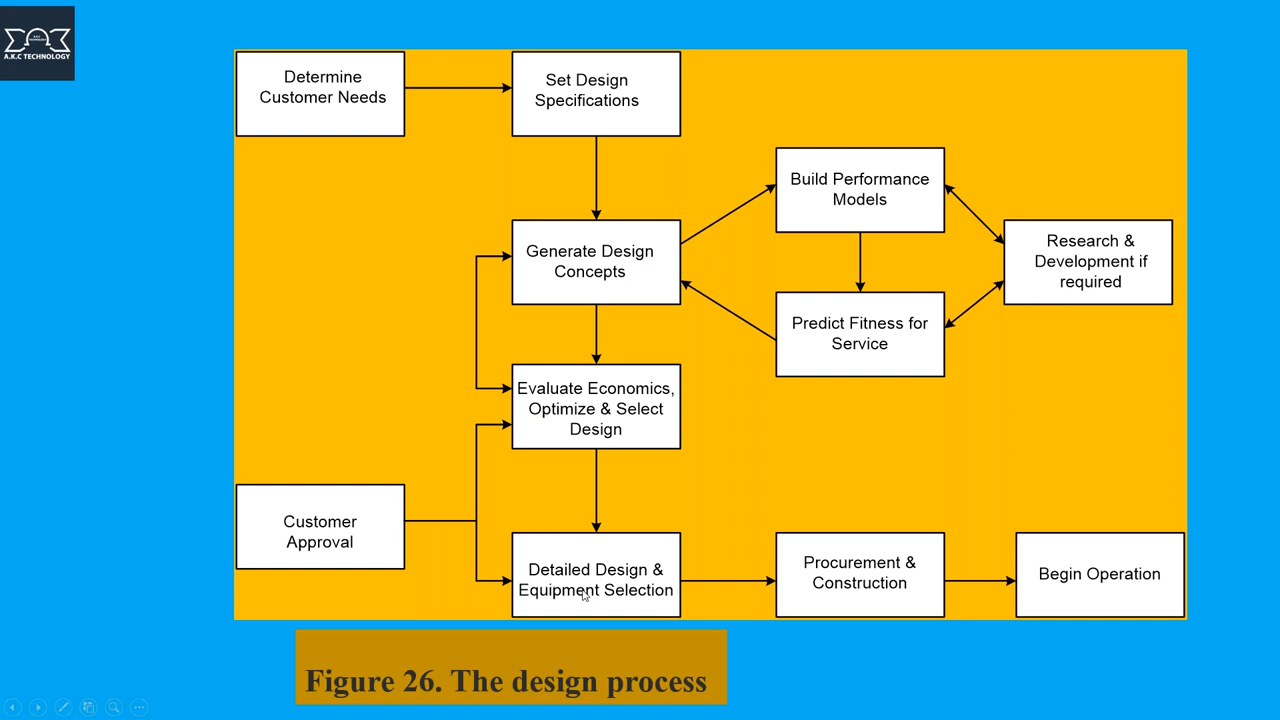 A.K.C TECHNOLOGY
Determine
Customer Needs
Set Design
Specifications
Build Performance
Models
Generate Design
Concepts
Research &
Development if
required
Predict Fitness for
Service
Evaluate Economics,
Optimize & Select
Design
Customer
Approval
Detailed Design &
Equipment Selection
Procurement &
Construction
Begin Operation
Figure 26. The design process